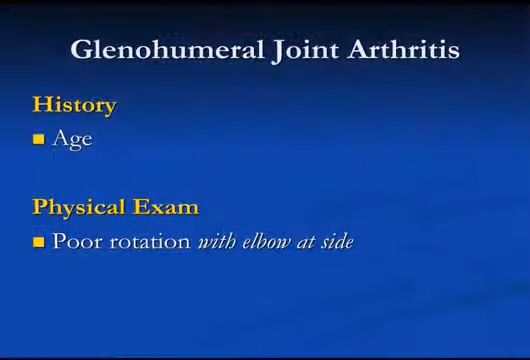 Glenohumeral Joint Arthritis
History
Age
Physical Exam
Poor rotation with elbow at side